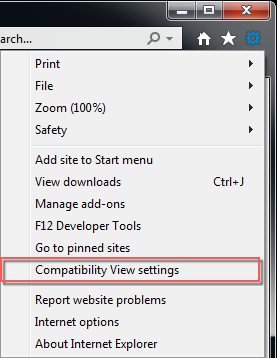 arch...
Print
File
Zoom (100%)
Safety
Add site to Start menu
View downloads Ctrl+J
Manage add-ons
F12 Developer Tools
Go to pinned sites
Compatibility View settings
Report website problems
Internet options
About Internet Explorer